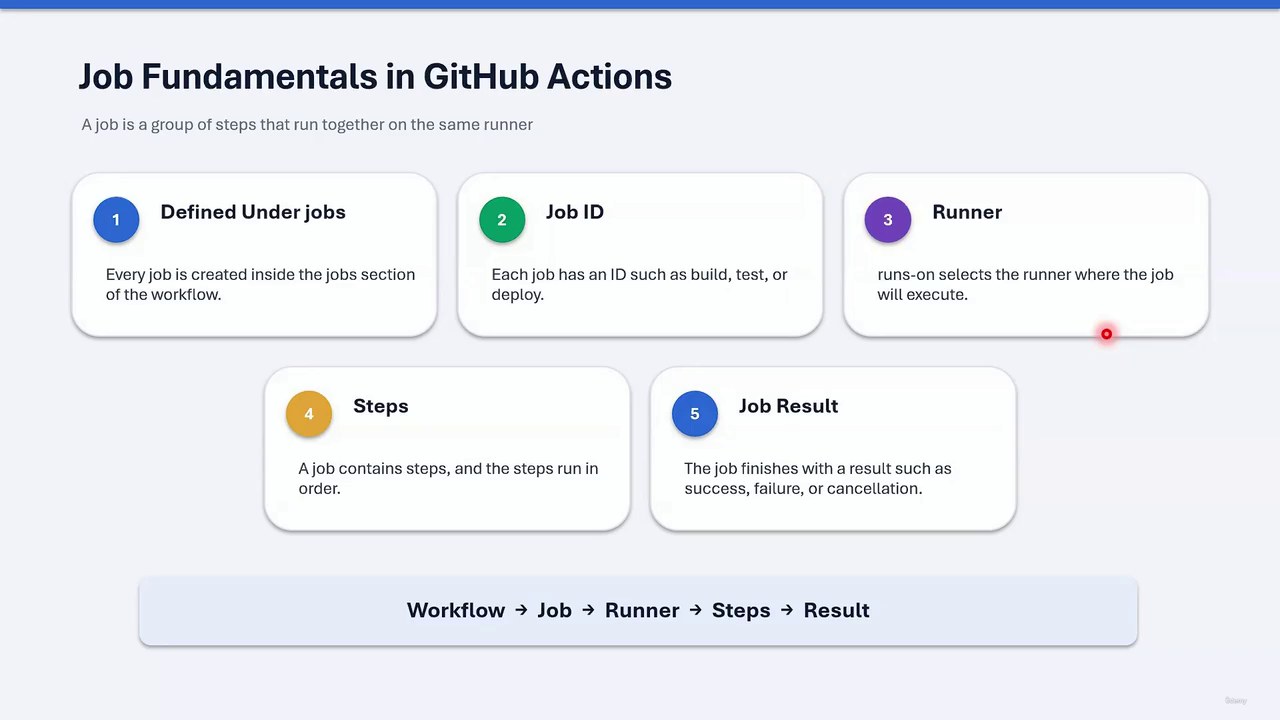 Job Fundamentals in GitHub Actions
A job is a group of steps that run together on the same runner
1
Defined Under jobs
Every job is created inside the jobs section
of the workflow.
2
Job ID
Each job has an ID such as build, test, or
deploy.
3
Runner
runs-on selects the runner where the job
will execute.
4
Steps
A job contains steps, and the steps run in
order.
5
Job Result
The job finishes with a result such as
success, failure, or cancellation.
Workflow → Job → Runner → Steps → Result
Udemy